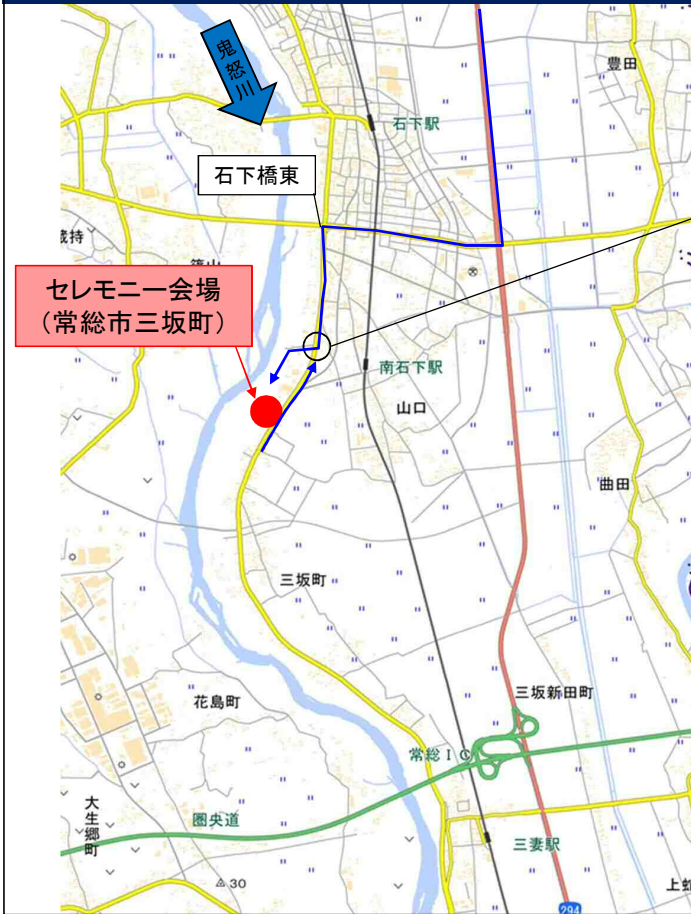 鬼怒川
豊田
石下駅
石下橋東
セレモニー会場
（常総市三坂町）
南石下駅
山口
曲田
三坂町
花島町
三坂新田町
常総ＩＣ
大生郷町
圏央道
三妻駅
30
294